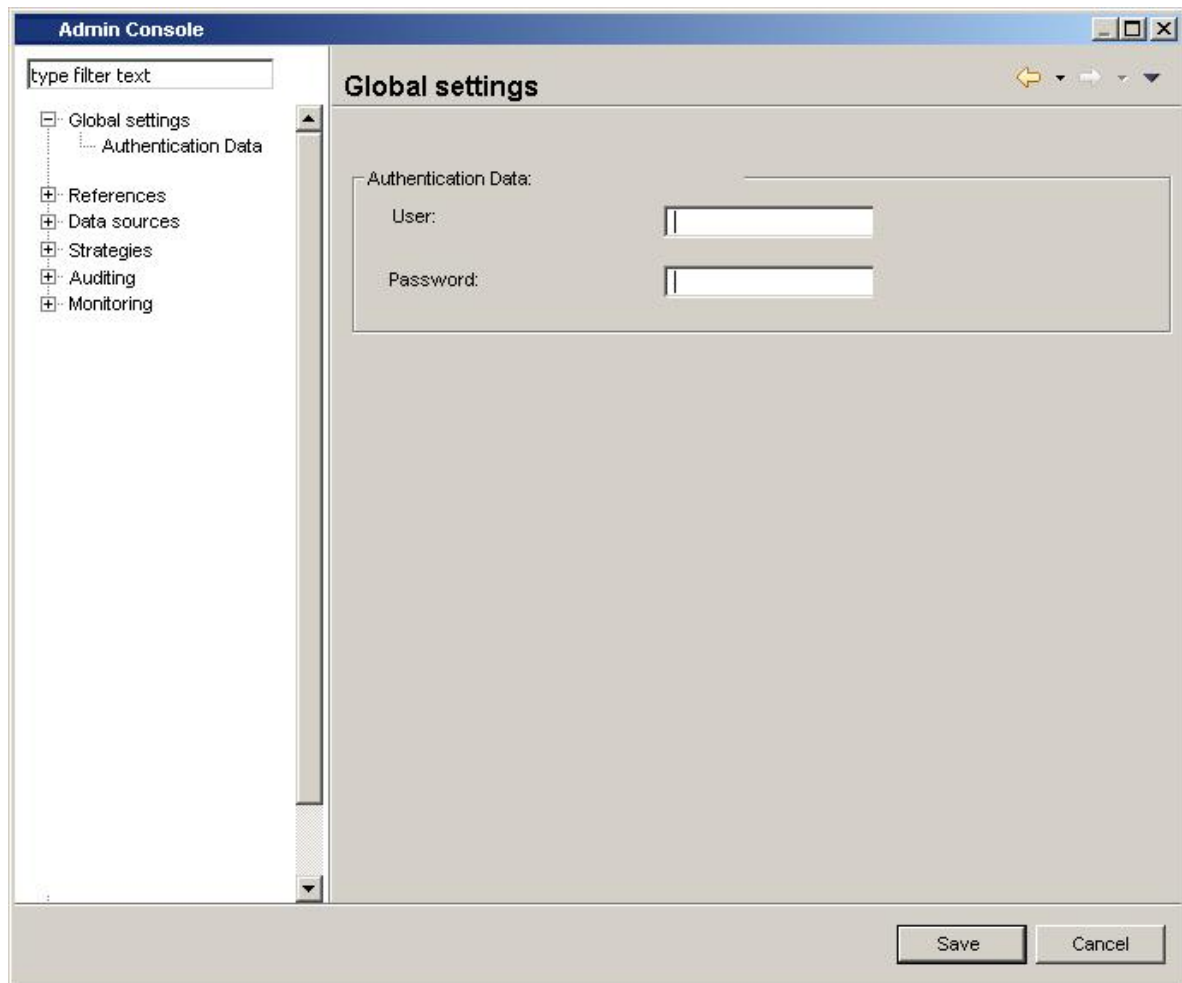 Admin Console
type filter text
Global settings
Authentication Data
References
Data sources
Strategies
Auditing
Monitoring
Global settings
Authentication Data:
User:
Password:
Save
Cancel